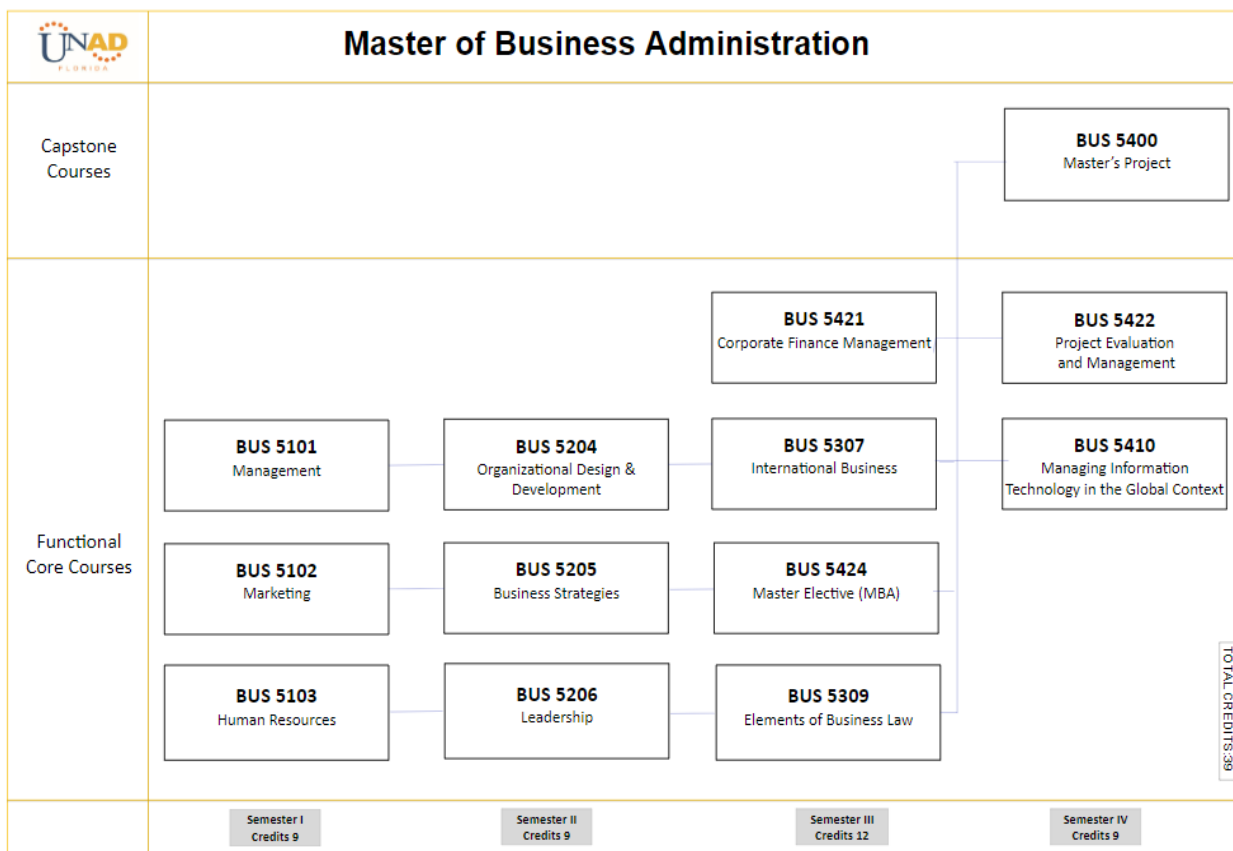 UNAD
FLORIDA
Master of Business Administration
Capstone
Courses
BUS 5400
Master’s Project
Functional
Core Courses
BUS 5421
Corporate Finance Management
BUS 5422
Project Evaluation
and Management
BUS 5101
Management
BUS 5204
Organizational Design &
Development
BUS 5307
International Business
BUS 5410
Managing Information
Technology in the Global Context
BUS 5102
Marketing
BUS 5205
Business Strategies
BUS 5424
Master Elective (MBA)
BUS 5103
Human Resources
BUS 5206
Leadership
BUS 5309
Elements of Business Law
TOTAL CREDITS:39
Semester I
Credits 9
Semester II
Credits 9
Semester III
Credits 12
Semester IV
Credits 9